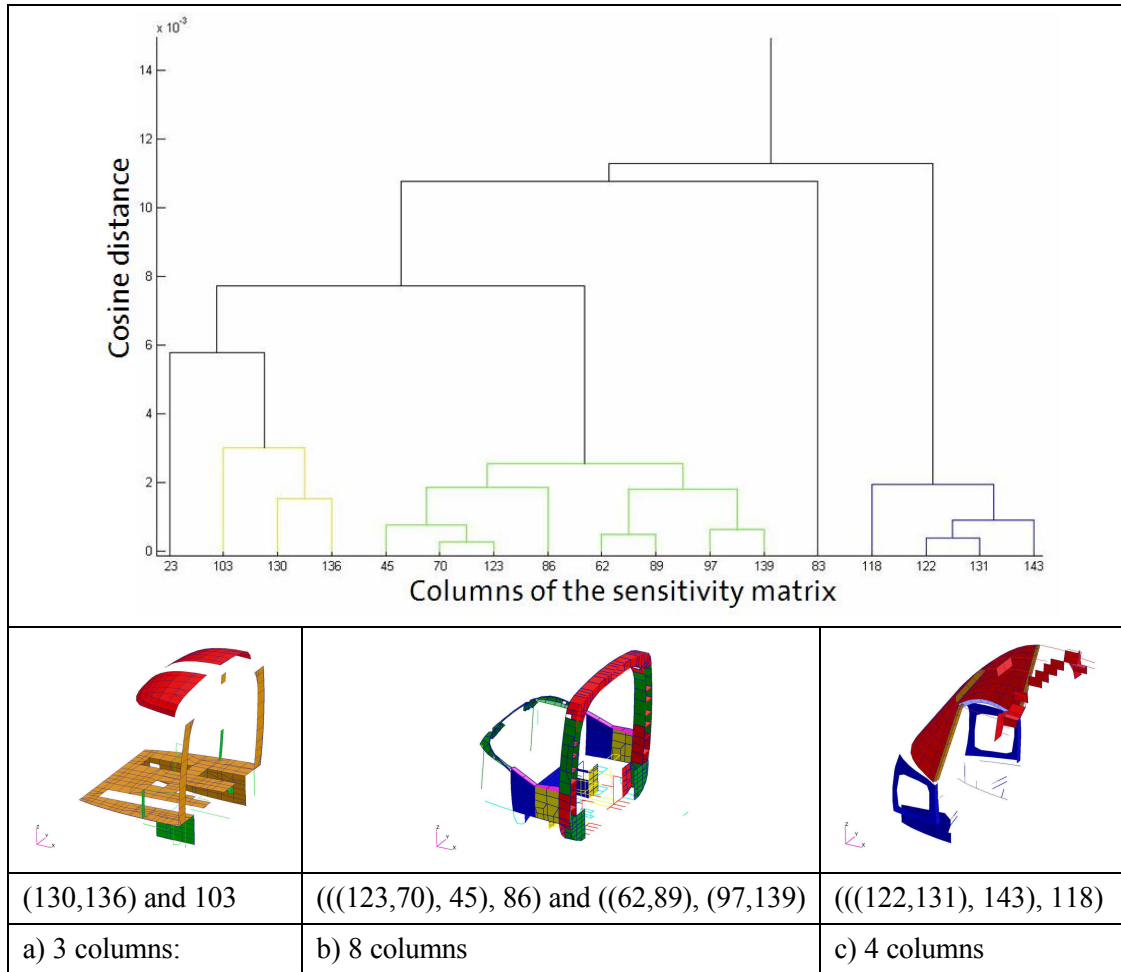 x 10⁻³
14
12
10
8
6
4
2
0
Cosine distance
23 103 130 136 45 70 123 86 62 89 97 139 83 118 122 131 143
Columns of the sensitivity matrix
z y x
z y x
z y x
(130,136) and 103
(((123,70), 45), 86) and ((62,89), (97,139)
(((122,131), 143), 118)
a) 3 columns:
b) 8 columns
c) 4 columns